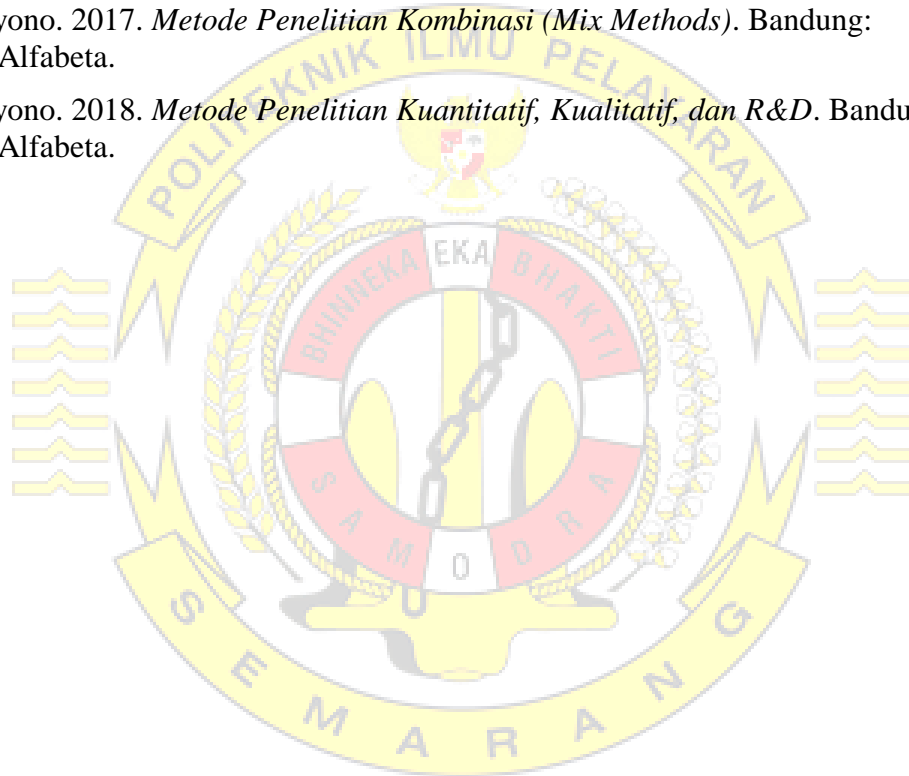 yono. 2017. Metode Penelitian Kombinasi (Mix Methods). Bandung:
Alfabeta.
yono. 2018. Metode Penelitian Kuantitatif, Kualitatif, dan R&D. Bandu
Alfabeta.
POLITEKNIK ILMU PELAYARAN
BHINNEKA EKA BHAKTI
SAMODRA
SEMARANG